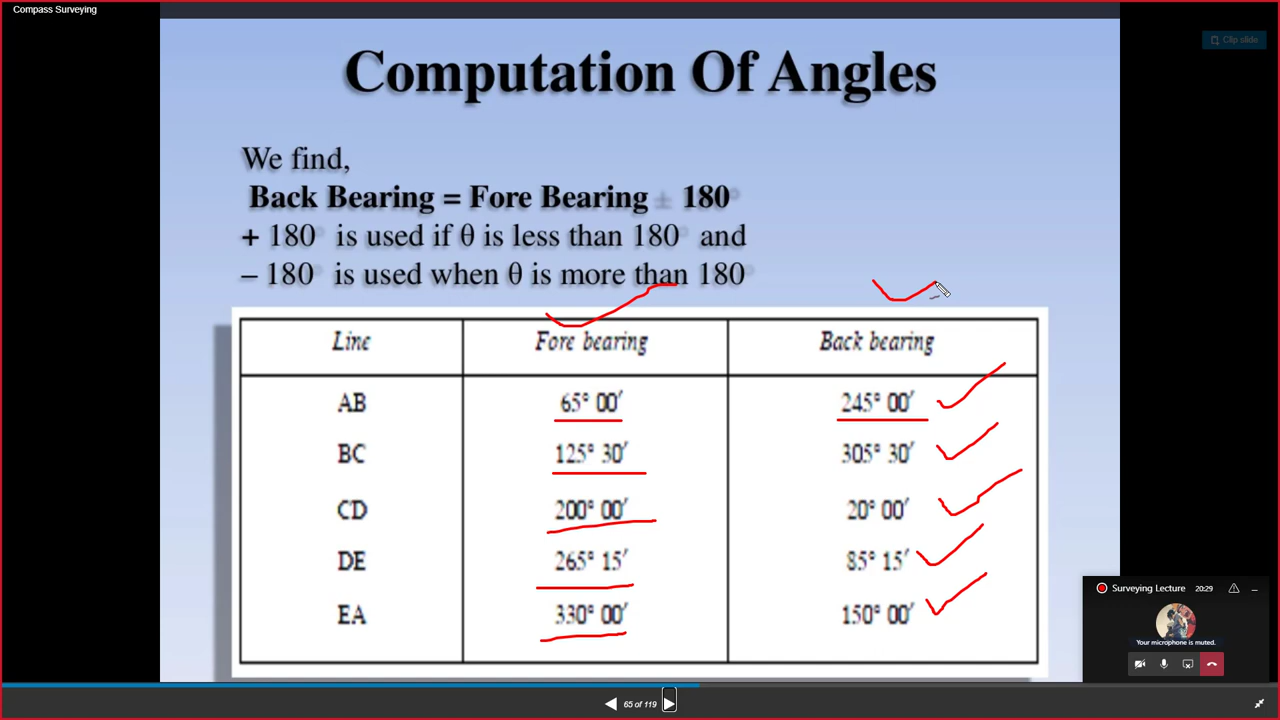 Compass Surveying
Clip slide
Computation Of Angles
We find,
Back Bearing = Fore Bearing ± 180°
+ 180° is used if θ is less than 180° and
– 180° is used when θ is more than 180°
Line Fore bearing Back bearing
AB 65° 00′ 245° 00′
BC 125° 30′ 305° 30′
CD 200° 00′ 20° 00′
DE 265° 15′ 85° 15′
EA 330° 00′ 150° 00′
Surveying Lecture 20:29
Your microphone is muted.
65 of 119